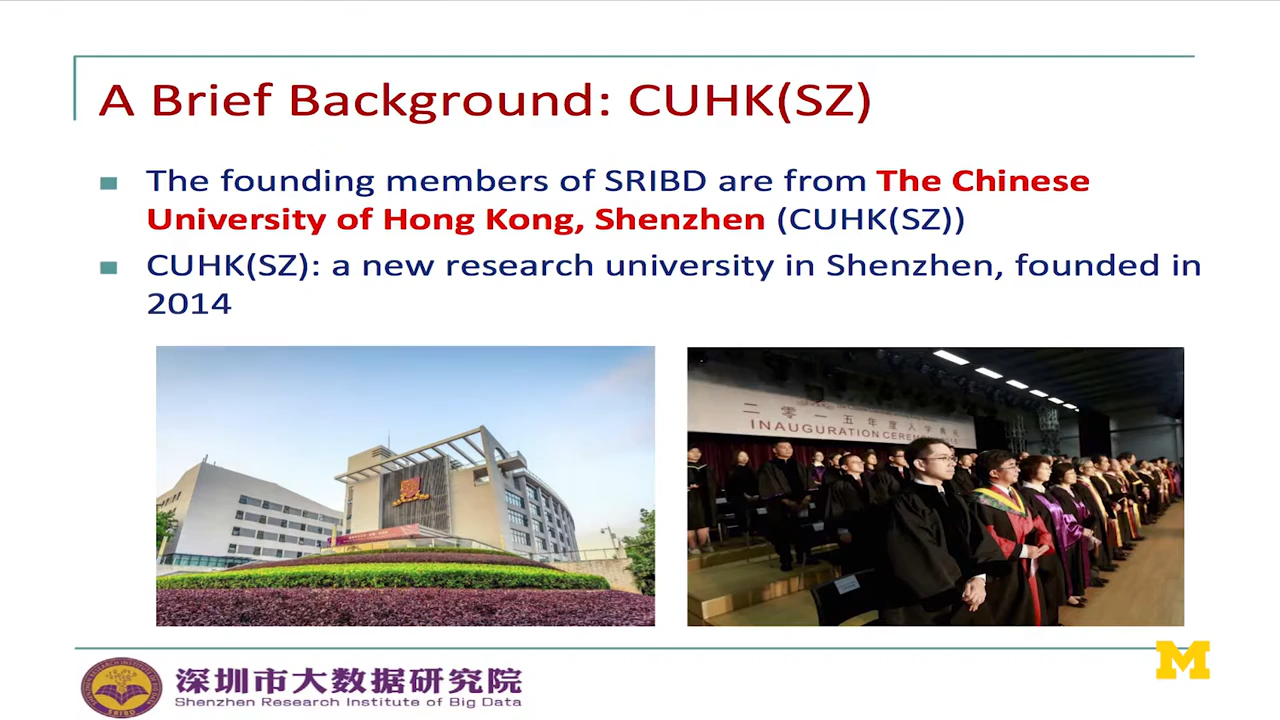 A Brief Background: CUHK(SZ)
The founding members of SRIBD are from The Chinese
University of Hong Kong, Shenzhen (CUHK(SZ))
CUHK(SZ): a new research university in Shenzhen, founded in
2014
二零一五年度入学典礼
INAUGURATION
深圳市大数据研究院
Shenzhen Research Institute of Big Data
SRIBD
M